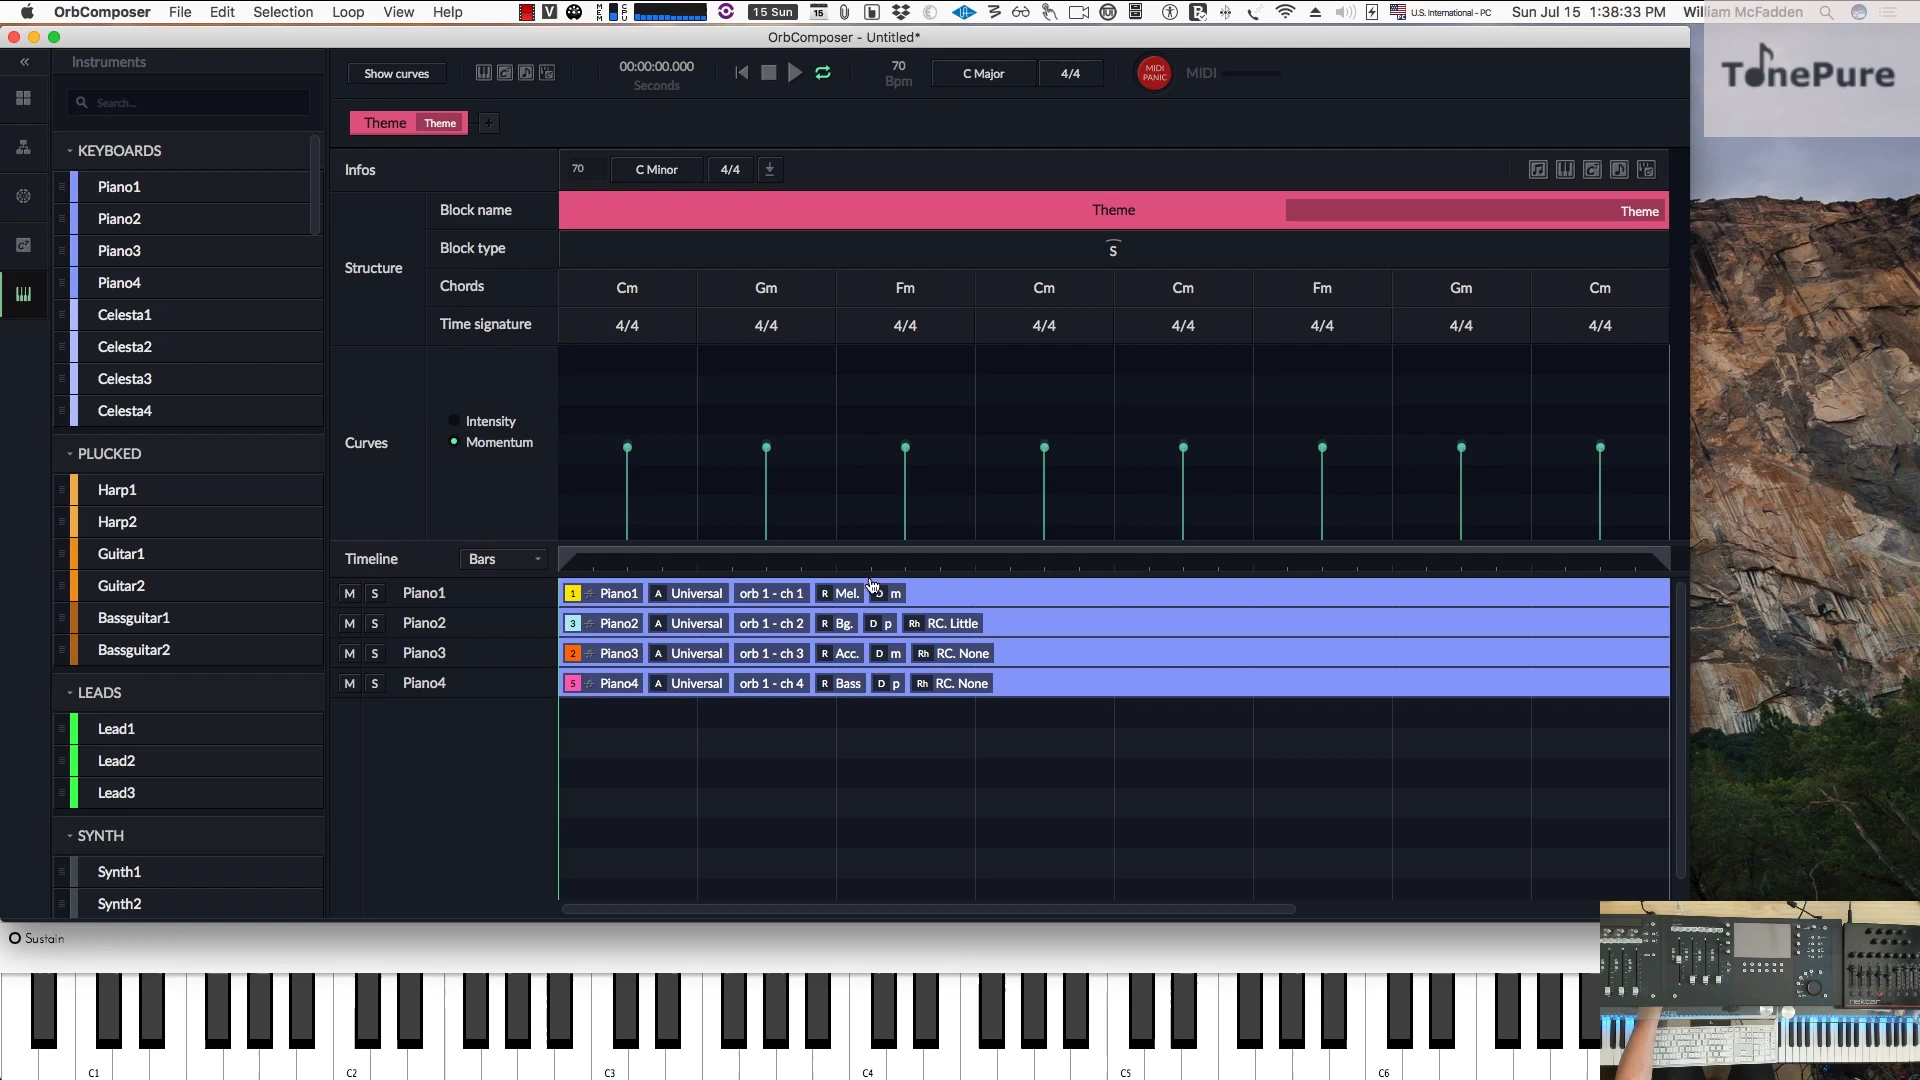 OrbComposer File Edit Selection Loop View Help 15 Sun 15 U.S. International - PC Sun Jul 15 1:38:33 PM William McFadden
OrbComposer - Untitled*
TonePure
Instruments
Search...
Show curves
00:00:00.000
Seconds
70
Bpm
C Major
4/4
MIDI
PANIC
MIDI
Theme Theme +
KEYBOARDS
Piano1
Piano2
Piano3
Piano4
Celesta1
Celesta2
Celesta3
Celesta4
PLUCKED
Harp1
Harp2
Guitar1
Guitar2
Bassguitar1
Bassguitar2
LEADS
Lead1
Lead2
Lead3
SYNTH
Synth1
Synth2
Infos 70 C Minor 4/4
Structure
Block name Theme Theme
Block type S
Chords Cm Gm Fm Cm Cm Fm Gm Cm
Time signature 4/4 4/4 4/4 4/4 4/4 4/4 4/4 4/4
Curves
Intensity
Momentum
Timeline Bars
M S Piano1 1 Piano1 A Universal orb 1 - ch 1 R Mel. D m
M S Piano2 3 Piano2 A Universal orb 1 - ch 2 R Bg. D p Rh RC. Little
M S Piano3 2 Piano3 A Universal orb 1 - ch 3 R Acc. D m Rh RC. None
M S Piano4 5 Piano4 A Universal orb 1 - ch 4 R Bass D p Rh RC. None
Sustain
C1 C2 C3 C4 C5 C6
nektar